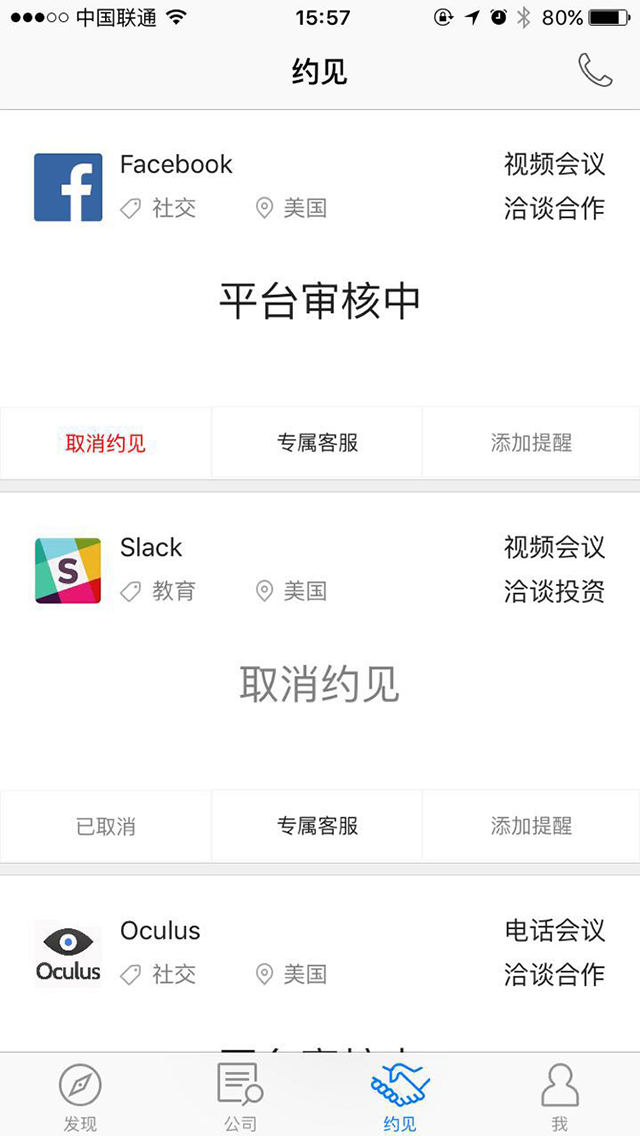 中国联通 15:57 80%
约见
Facebook 视频会议
社交 美国 洽谈合作
平台审核中
取消约见 专属客服 添加提醒
S
Slack 视频会议
教育 美国 洽谈投资
取消约见
已取消 专属客服 添加提醒
Oculus 电话会议
Oculus
社交 美国 洽谈合作
发现 公司 约见 我